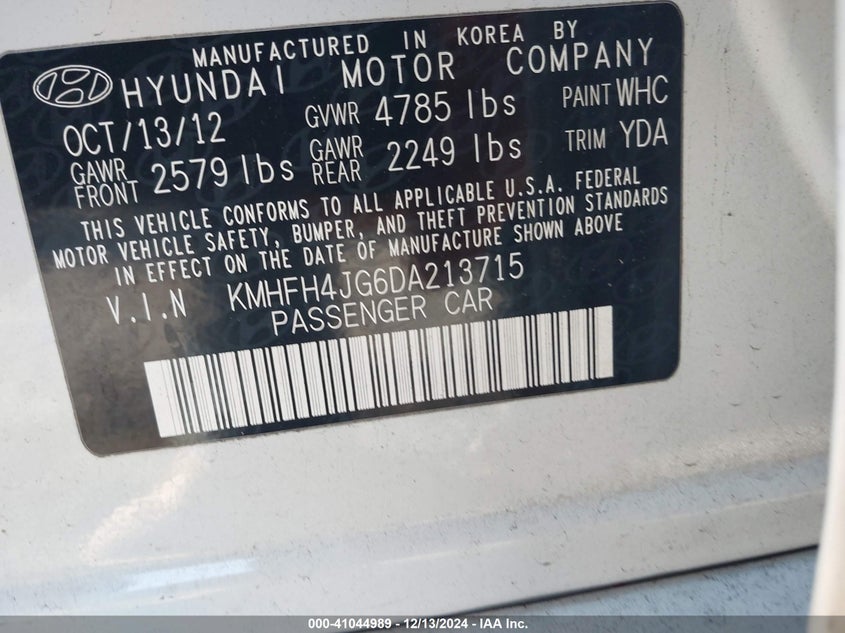 MANUFACTURED IN KOREA BY
HYUNDAI MOTOR COMPANY
OCT/13/12 GVWR 4785 lbs PAINT WHC
GAWR FRONT 2579 lbs GAWR REAR 2249 lbs TRIM YDA
THIS VEHICLE CONFORMS TO ALL APPLICABLE U.S.A. FEDERAL
MOTOR VEHICLE SAFETY, BUMPER, AND THEFT PREVENTION STANDARDS
IN EFFECT ON THE DATE OF MANUFACTURE SHOWN ABOVE
V.I.N KMHFH4JG6DA213715
PASSENGER CAR
000-41044989 - 12/13/2024 - IAA Inc.